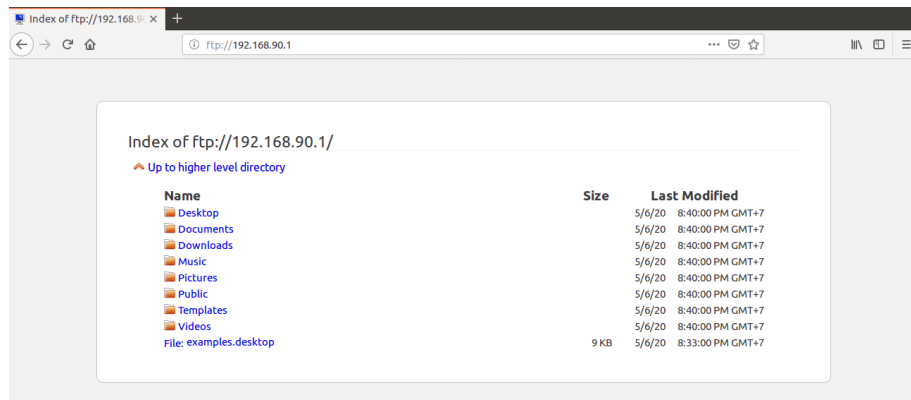 Index of ftp://192.168.90
ftp://192.168.90.1
Index of ftp://192.168.90.1/
Up to higher level directory
Name Size Last Modified
Desktop 5/6/20 8:40:00 PM GMT+7
Documents 5/6/20 8:40:00 PM GMT+7
Downloads 5/6/20 8:40:00 PM GMT+7
Music 5/6/20 8:40:00 PM GMT+7
Pictures 5/6/20 8:40:00 PM GMT+7
Public 5/6/20 8:40:00 PM GMT+7
Templates 5/6/20 8:40:00 PM GMT+7
Videos 5/6/20 8:40:00 PM GMT+7
File: examples.desktop 9 KB 5/6/20 8:33:00 PM GMT+7